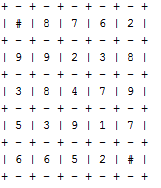 + - + - + - + - + - +
| # | 8 | 7 | 6 | 2 |
+ - + - + - + - + - +
| 9 | 9 | 2 | 3 | 8 |
+ - + - + - + - + - +
| 3 | 8 | 4 | 7 | 9 |
+ - + - + - + - + - +
| 5 | 3 | 9 | 1 | 7 |
+ - + - + - + - + - +
| 6 | 6 | 5 | 2 | # |
+ - + - + - + - + - +